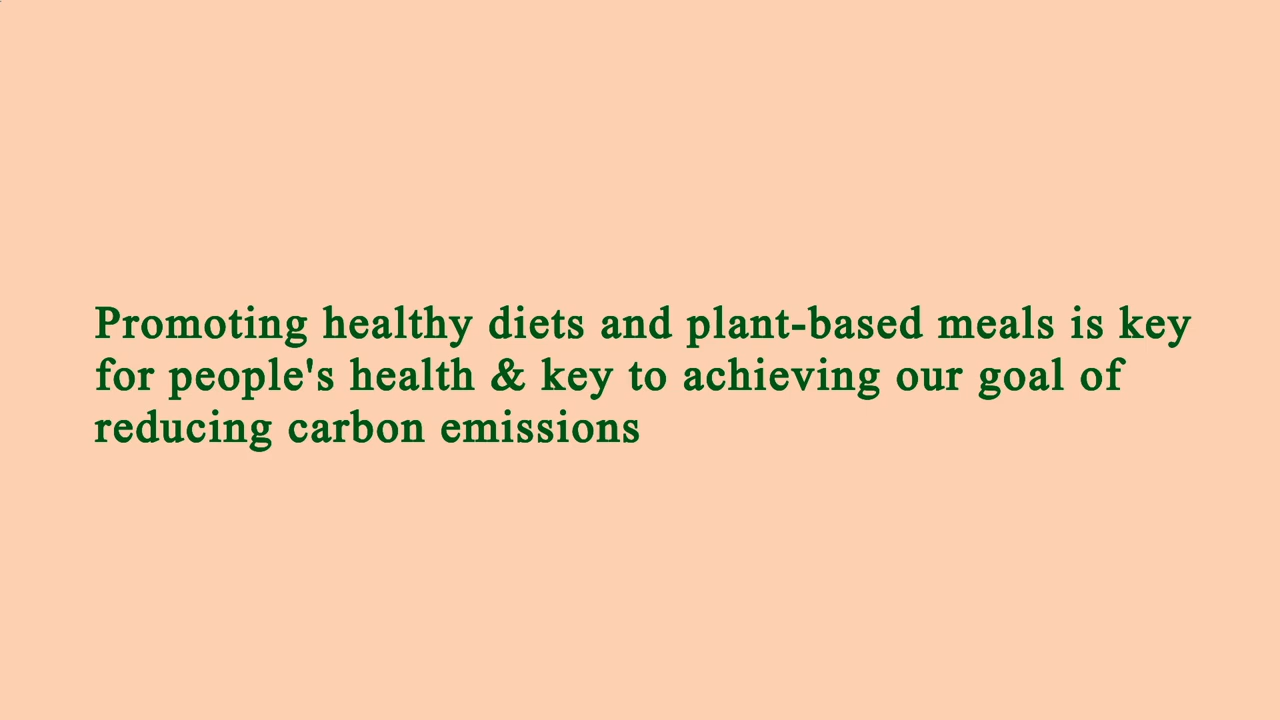 Promoting healthy diets and plant-based meals is key
for people's health & key to achieving our goal of
reducing carbon emissions